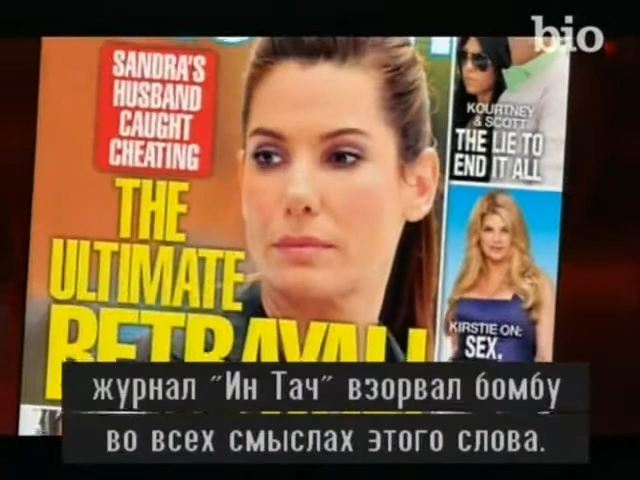 bio.
SANDRA'S
HUSBAND
CAUGHT
CHEATING
KOURTNEY
& SCOTT
THE LIE TO
END IT ALL
THE
ULTIMATE
BETRAYAL!
KIRSTIE ON:
SEX,
журнал "Ин Тач" взорвал бомбу
во всех смыслах этого слова.